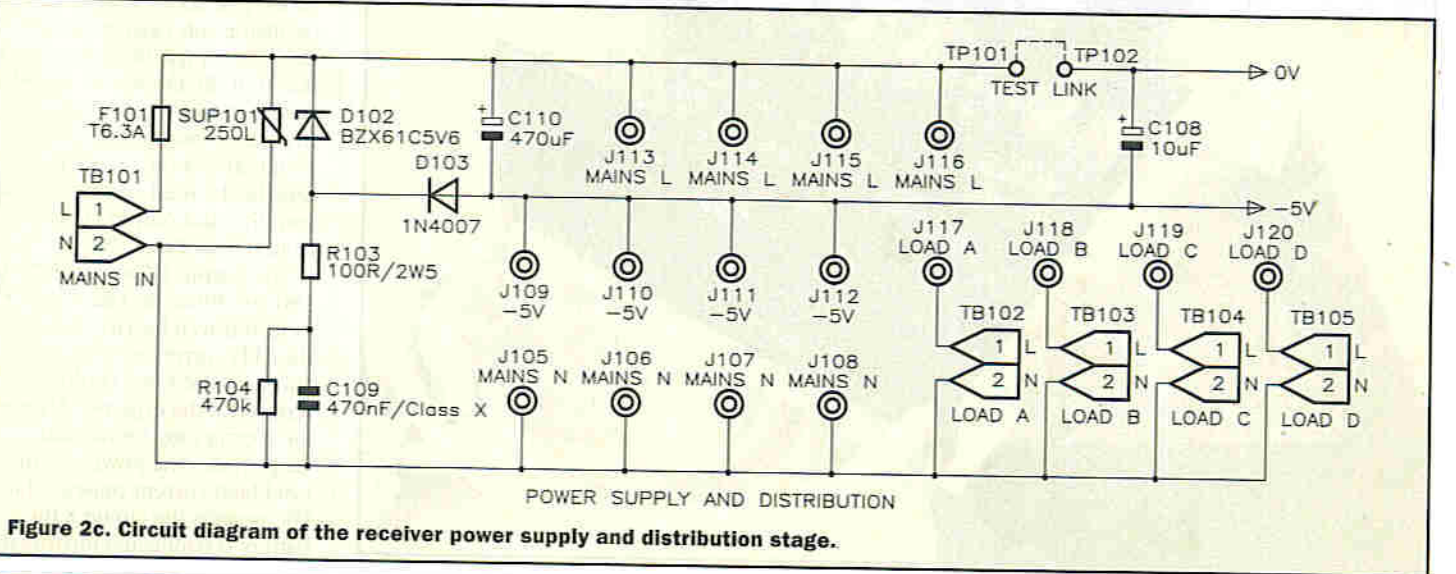 TP101 TP102
TEST LINK
0V
F101
T6.3A
SUP101
250L
D102
BZX61C5V6
+
C110
470uF
J113
MAINS L
J114
MAINS L
J115
MAINS L
J116
MAINS L
+
C108
10uF
TB101
L 1
N 2
MAINS IN
D103
1N4007
-5V
R103
100R/2W5
J109
-5V
J110
-5V
J111
-5V
J112
-5V
J117
LOAD A
J118
LOAD B
J119
LOAD C
J120
LOAD D
TB102
1 L
2 N
LOAD A
TB103
1 L
2 N
LOAD B
TB104
1 L
2 N
LOAD C
TB105
1 L
2 N
LOAD D
R104
470k
C109
470nF/Class X
J105
MAINS N
J106
MAINS N
J107
MAINS N
J108
MAINS N
POWER SUPPLY AND DISTRIBUTION
Figure 2c. Circuit diagram of the receiver power supply and distribution stage.